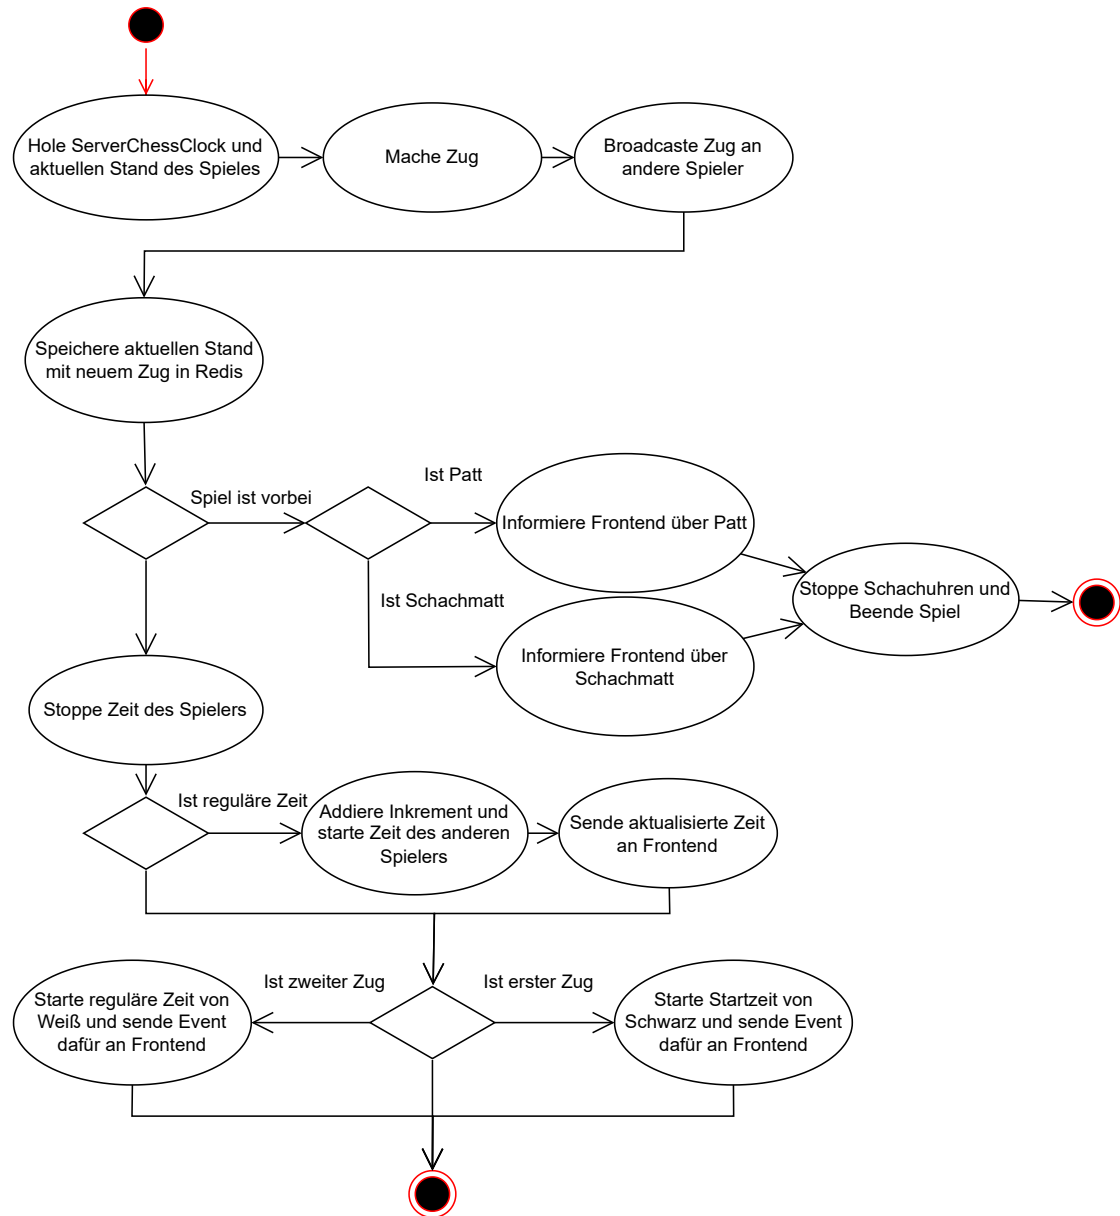 Hole ServerChessClock und
aktuellen Stand des Spieles
Mache Zug
Broadcaste Zug an
andere Spieler
Speichere aktuellen Stand
mit neuem Zug in Redis
Spiel ist vorbei
Ist Patt
Informiere Frontend über Patt
Ist Schachmatt
Informiere Frontend über
Schachmatt
Stoppe Schachuhren und
Beende Spiel
Stoppe Zeit des Spielers
Ist reguläre Zeit
Addiere Inkrement und
starte Zeit des anderen
Spielers
Sende aktualisierte Zeit
an Frontend
Ist zweiter Zug
Ist erster Zug
Starte reguläre Zeit von
Weiß und sende Event
dafür an Frontend
Starte Startzeit von
Schwarz und sende Event
dafür an Frontend